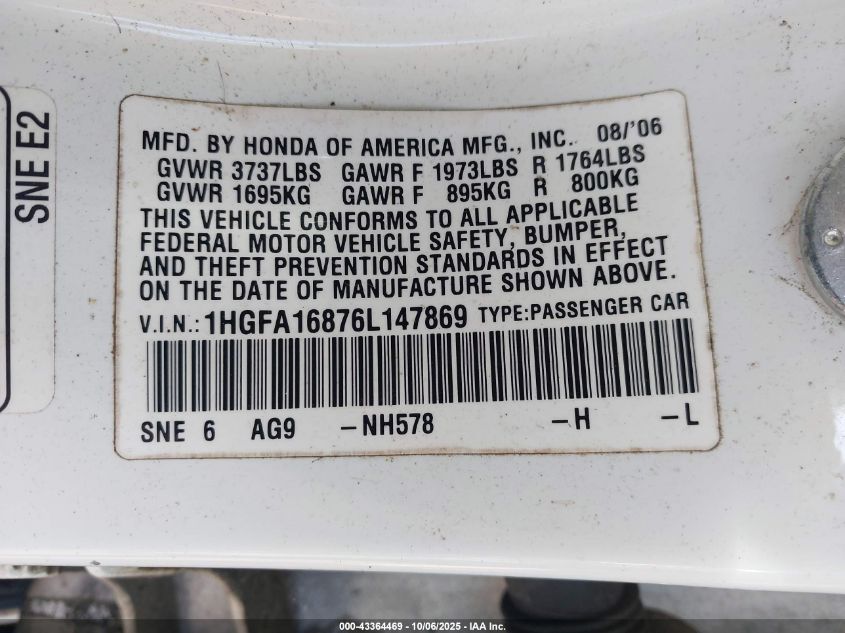 SNE E2
MFD. BY HONDA OF AMERICA MFG., INC. 08/'06
GVWR 3737LBS GAWR F 1973LBS R 1764LBS
GVWR 1695KG GAWR F 895KG R 800KG
THIS VEHICLE CONFORMS TO ALL APPLICABLE
FEDERAL MOTOR VEHICLE SAFETY, BUMPER,
AND THEFT PREVENTION STANDARDS IN EFFECT
ON THE DATE OF MANUFACTURE SHOWN ABOVE.
V.I.N.: 1HGFA16876L147869 TYPE:PASSENGER CAR
SNE 6 AG9 -NH578 -H -L
000-43364469 - 10/06/2025 - IAA Inc.